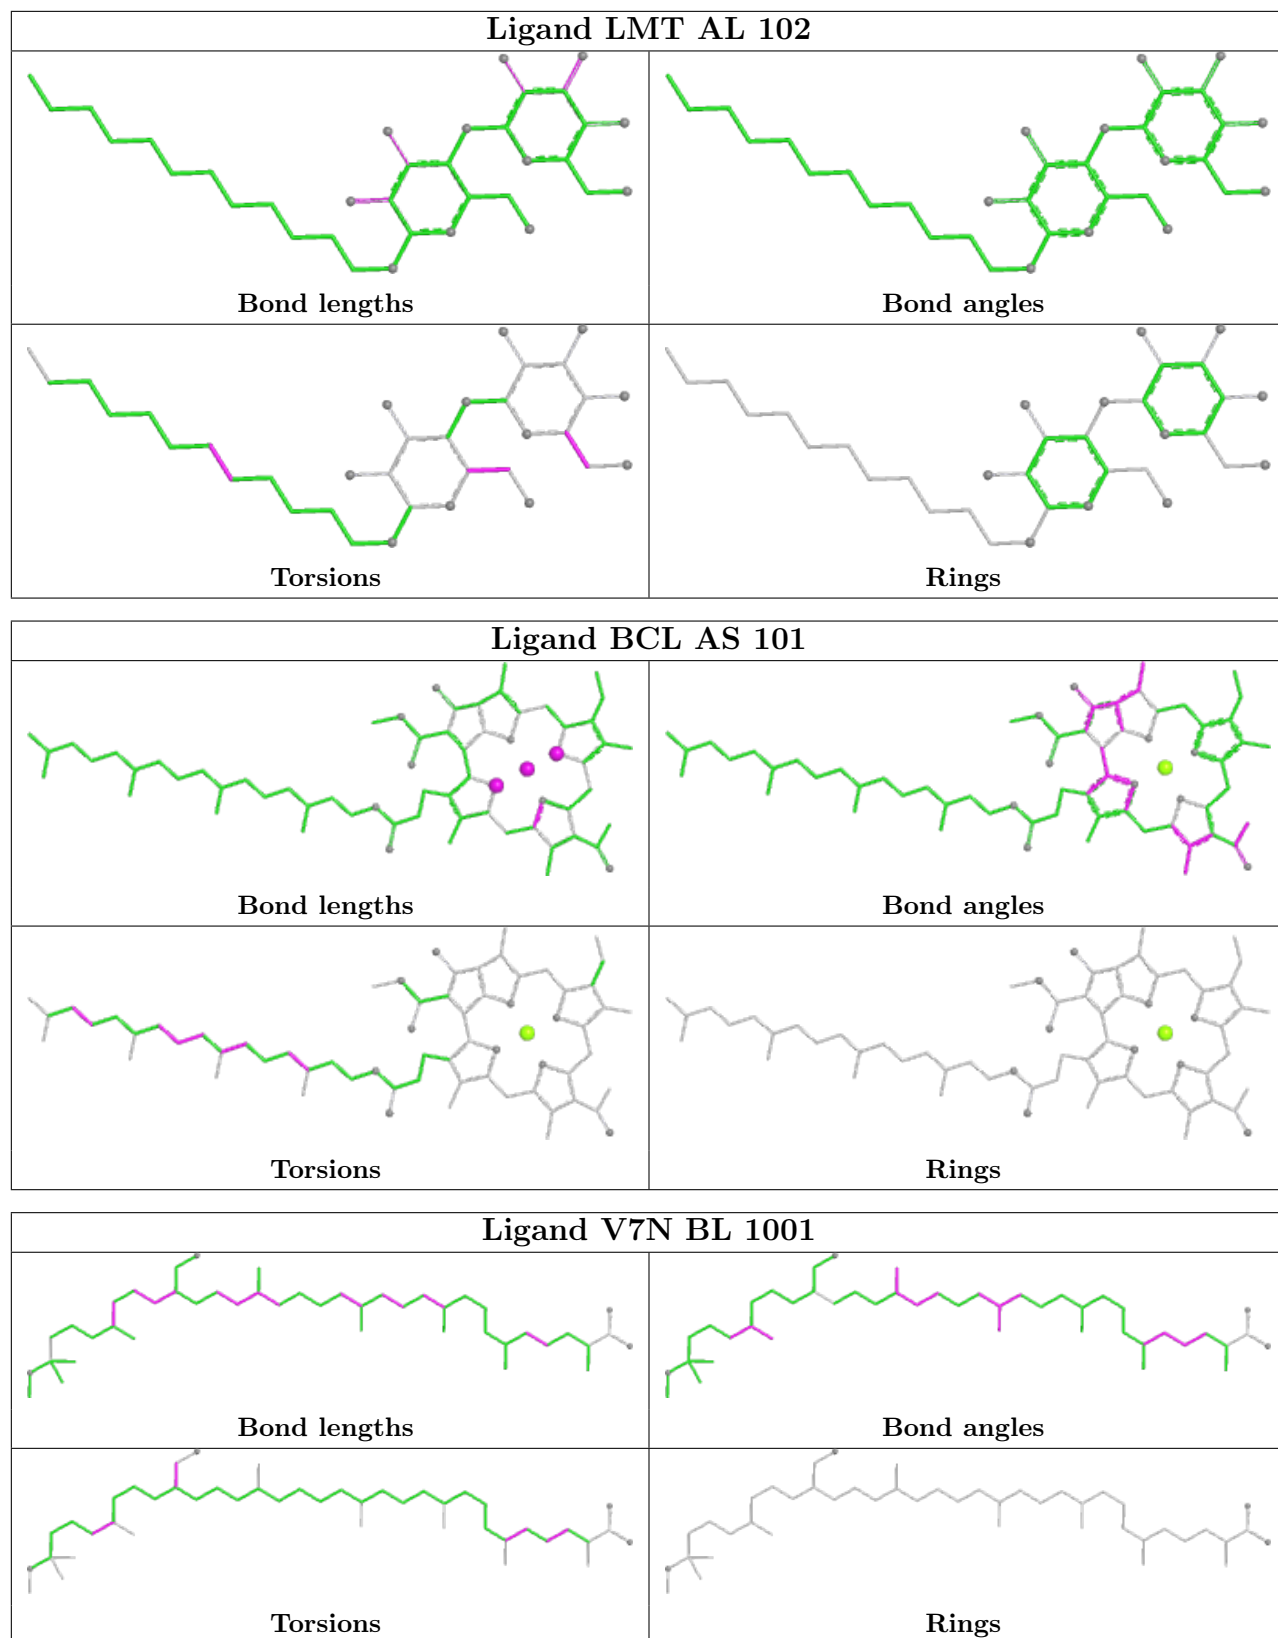 Ligand LMT AL 102
Bond lengths
Bond angles
Torsions
Rings
Ligand BCL AS 101
Bond lengths
Bond angles
Torsions
Rings
Ligand V7N BL 1001
Bond lengths
Bond angles
Torsions
Rings